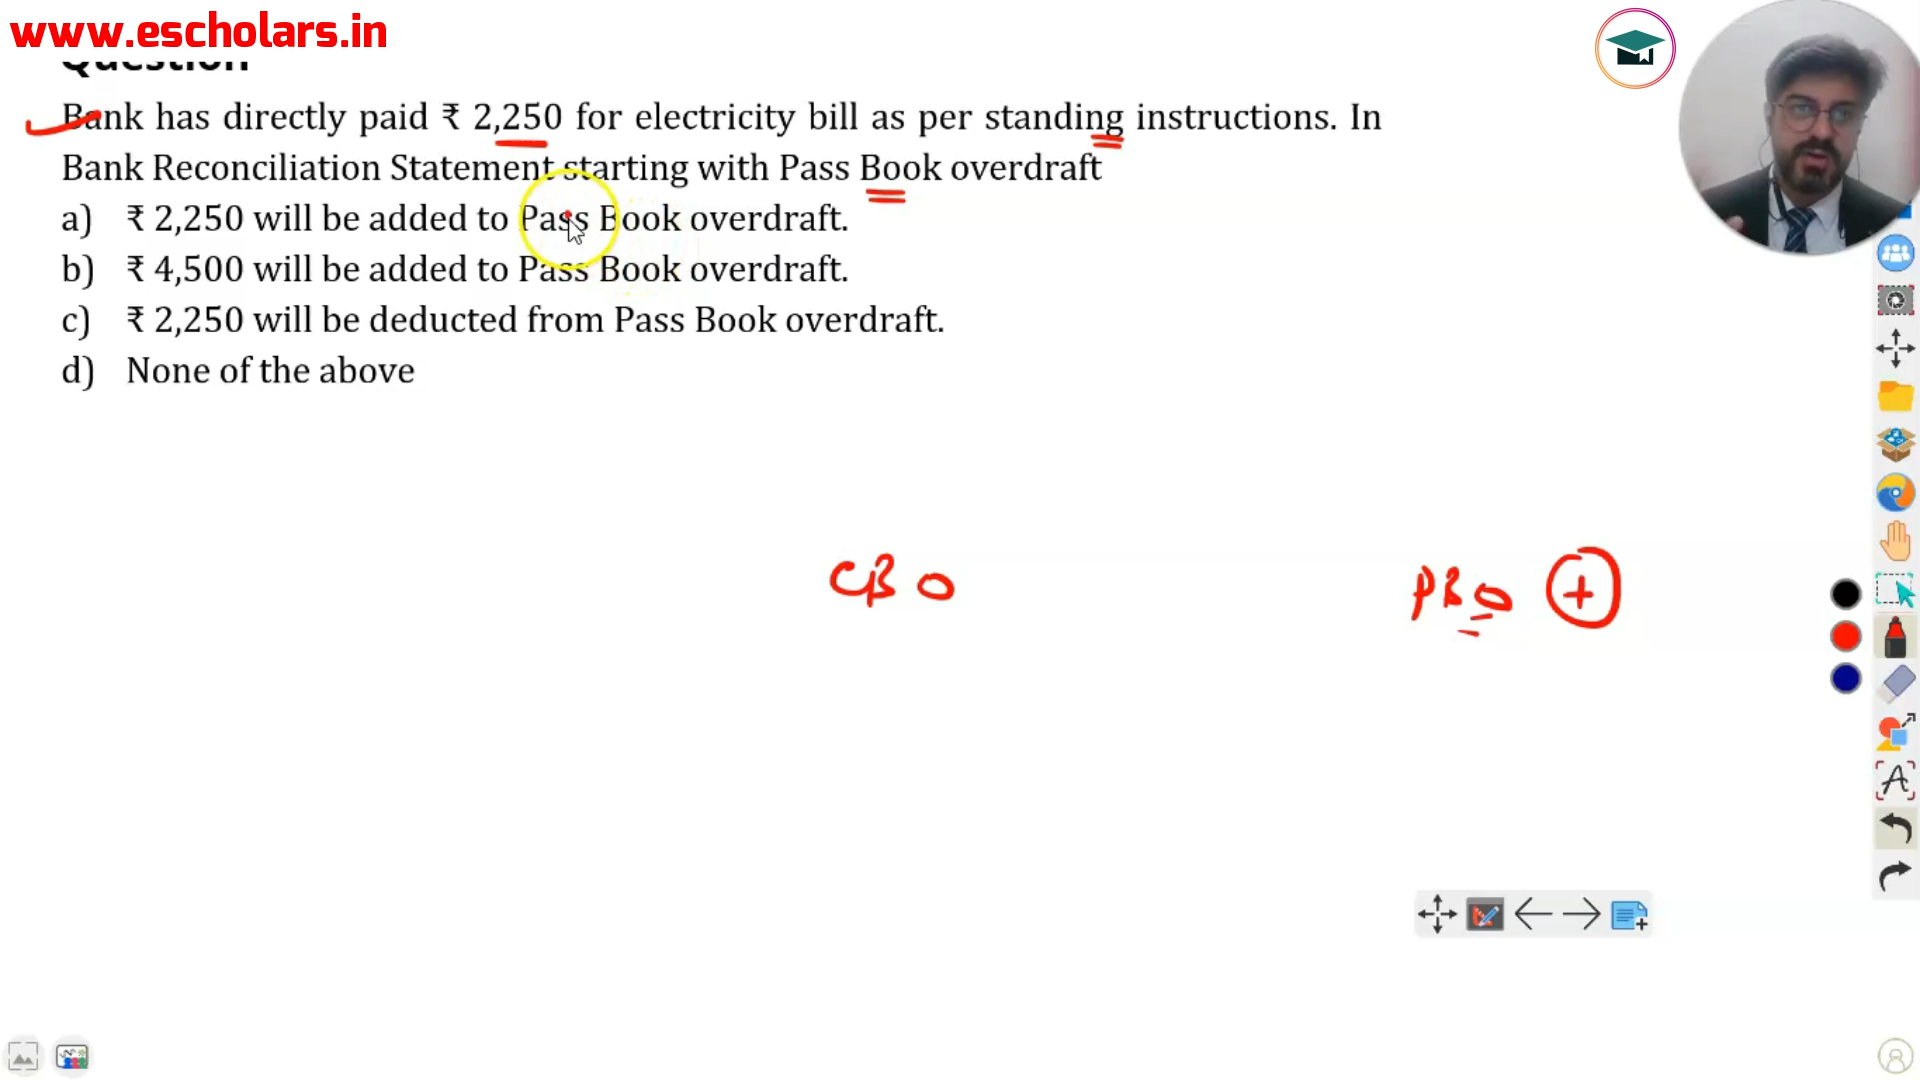 www.escholars.in
Question
Bank has directly paid ₹ 2,250 for electricity bill as per standing instructions. In
Bank Reconciliation Statement starting with Pass Book overdraft
a) ₹ 2,250 will be added to Pass Book overdraft.
b) ₹ 4,500 will be added to Pass Book overdraft.
c) ₹ 2,250 will be deducted from Pass Book overdraft.
d) None of the above
CB O
PB O +